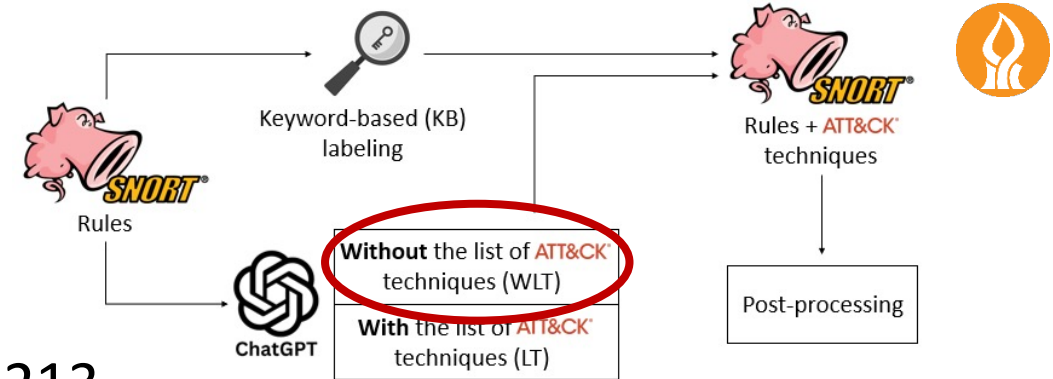 SNORT®
Rules
Keyword-based (KB)
labeling
SNORT®
Rules + ATT&CK®
techniques
ChatGPT
Without the list of ATT&CK®
techniques (WLT)
With the list of ATT&CK®
techniques (LT)
Post-processing